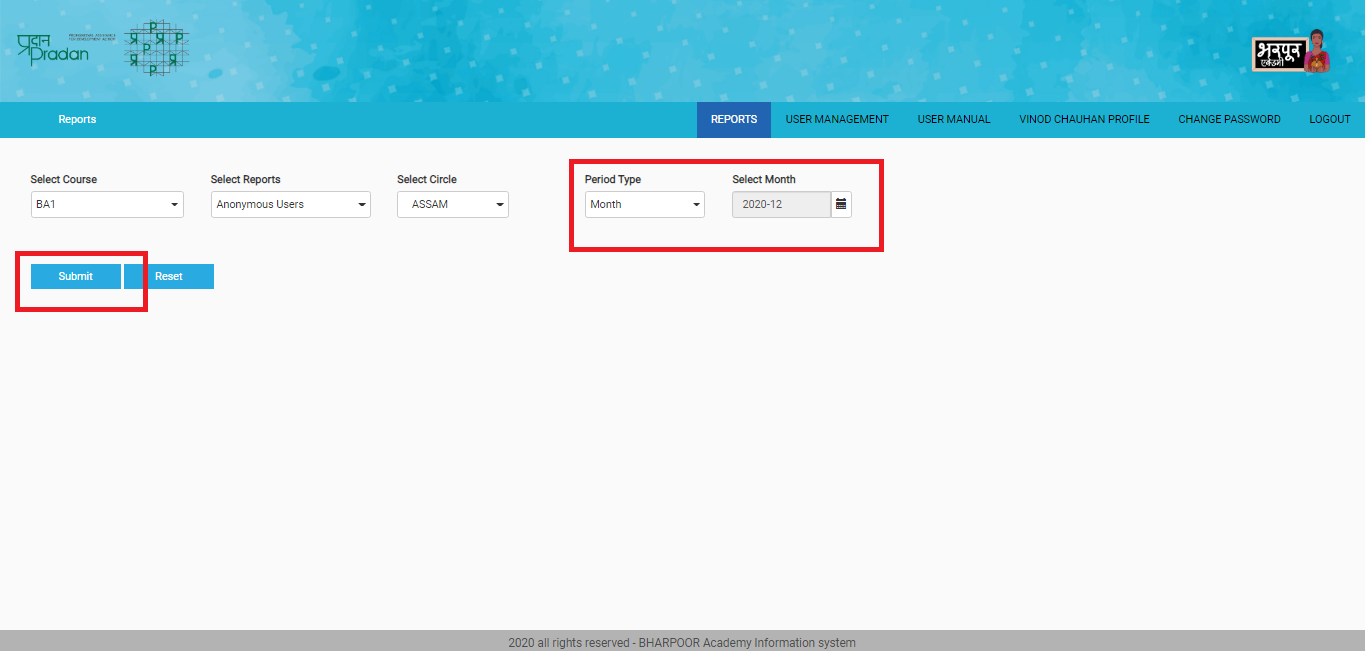 प्रदान
Pradan
PROFESSIONAL ASSISTANCE
FOR DEVELOPMENT ACTION
भरपूर
एकेडमी
Reports
REPORTS
USER MANAGEMENT
USER MANUAL
VINOD CHAUHAN PROFILE
CHANGE PASSWORD
LOGOUT
Select Course
Select Reports
Select Circle
Period Type
Select Month
BA1
Anonymous Users
ASSAM
Month
2020-12
Submit
Reset
2020 all rights reserved - BHARPOOR Academy Information system